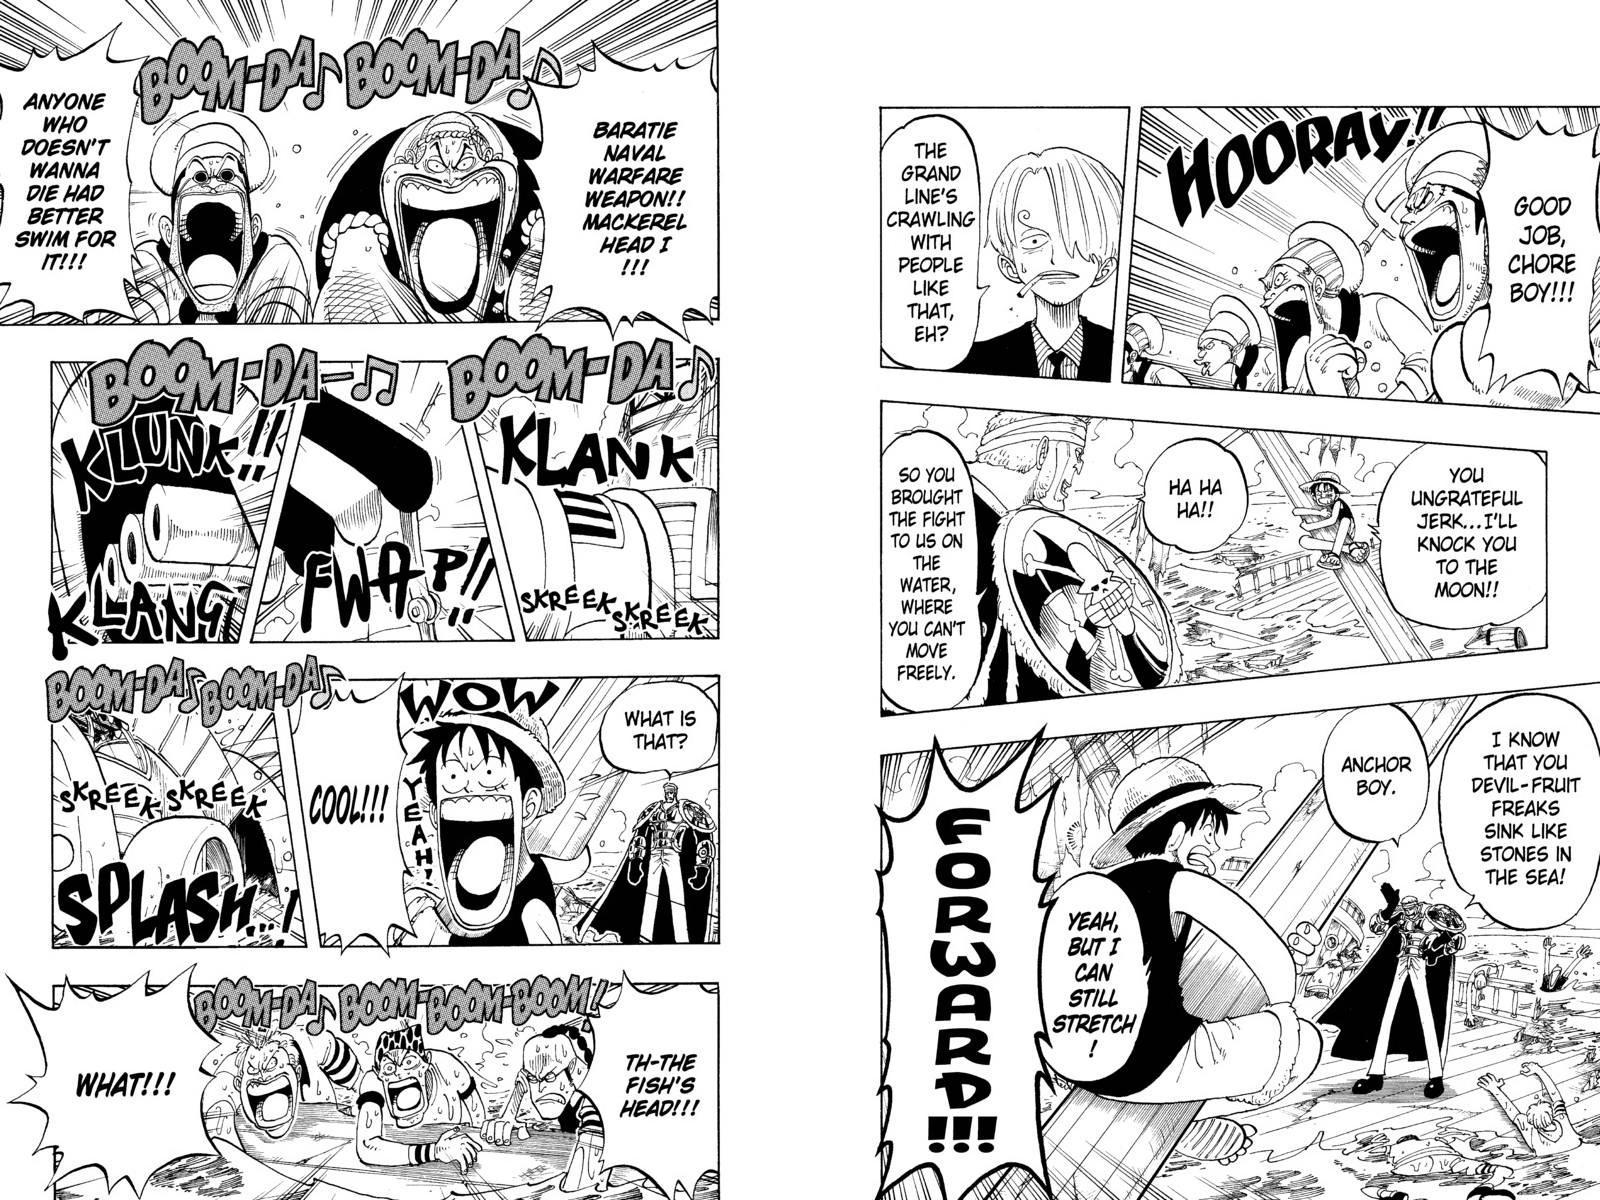 HOORAY!!
GOOD
JOB,
CHORE
BOY!!!
THE
GRAND
LINE'S
CRAWLING
WITH
PEOPLE
LIKE
THAT,
EH?
YOU
UNGRATEFUL
JERK...I'LL
KNOCK YOU
TO THE
MOON!!
HA HA
HA!!
SO YOU
BROUGHT
THE FIGHT
TO US ON
THE
WATER,
WHERE
YOU CAN'T
MOVE
FREELY.
I KNOW
THAT YOU
DEVIL-FRUIT
FREAKS
SINK LIKE
STONES IN
THE SEA!
ANCHOR
BOY.
YEAH,
BUT I
CAN
STILL
STRETCH
!
FORWARD!!!
BOOM-DA♪ BOOM-DA♪
BARATIE
NAVAL
WARFARE
WEAPON!!
MACKEREL
HEAD I
!!!
ANYONE
WHO
DOESN'T
WANNA
DIE HAD
BETTER
SWIM FOR
IT!!!
BOOM-DA♪
KLANK
SKREEK SKREEK
FWAP!!
BOOM-DA-♫
KLUNK!!
KLANG
WHAT IS
THAT?
WOW
YEAH!
COOL!!!
BOOM-DA♪ BOOM-DA♪
SKREEK SKREEK
SPLASH...!
BOOM-DA♪ BOOM-BOOM-BOOM!
TH-THE
FISH'S
HEAD!!!
WHAT!!!